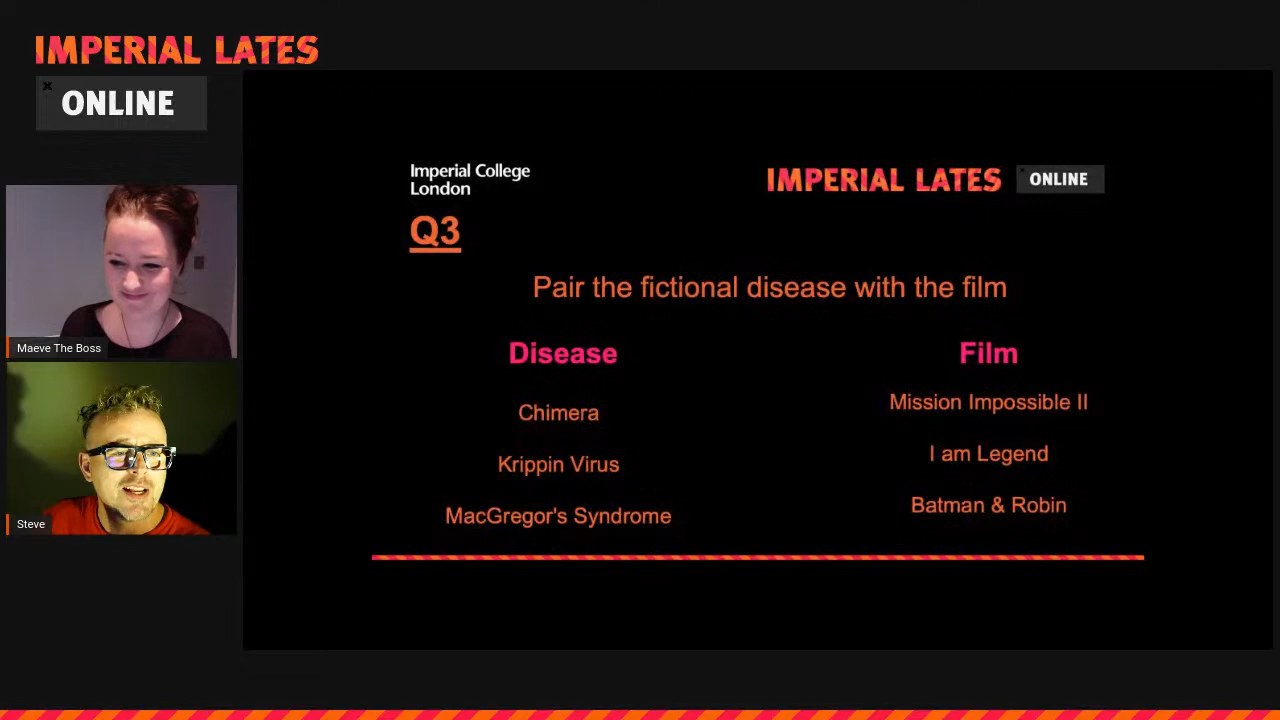 IMPERIAL LATES
ONLINE
Imperial College
London
IMPERIAL LATES ONLINE
Q3
Pair the fictional disease with the film
Disease
Film
Chimera
Mission Impossible II
Krippin Virus
I am Legend
MacGregor's Syndrome
Batman & Robin
Maeve The Boss
Steve